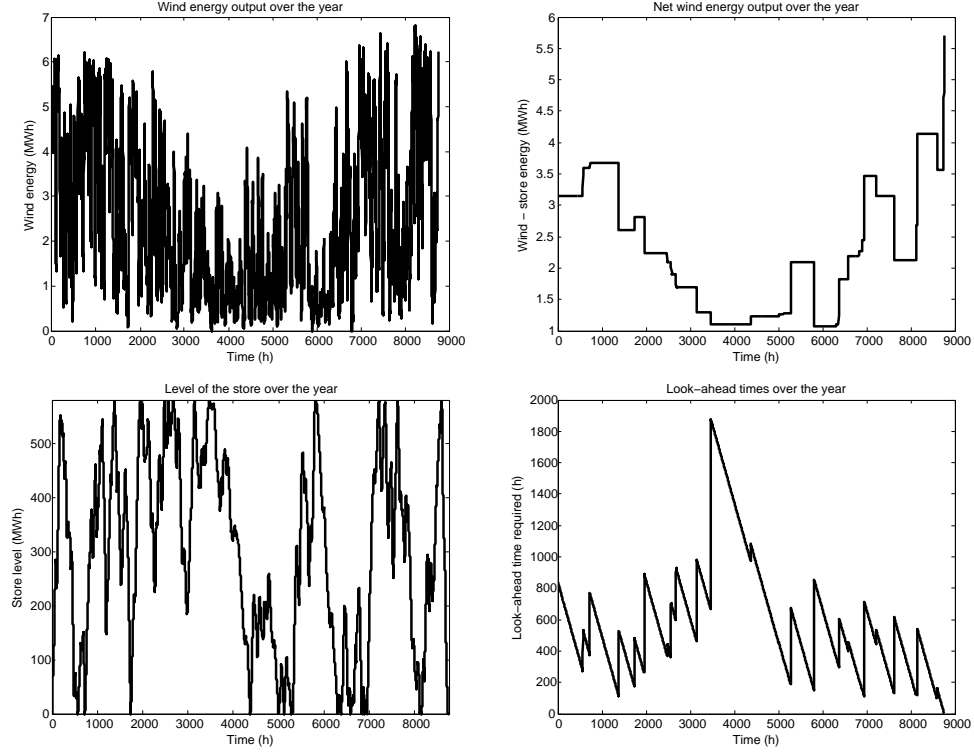 Wind energy output over the year
7
6
5
4
3
2
1
0
0 1000 2000 3000 4000 5000 6000 7000 8000 9000
Wind energy (MWh)
Time (h)
Net wind energy output over the year
6
5.5
5
4.5
4
3.5
3
2.5
2
1.5
1
0 1000 2000 3000 4000 5000 6000 7000 8000 9000
Wind − store energy (MWh)
Time (h)
Level of the store over the year
500
400
300
200
100
0
0 1000 2000 3000 4000 5000 6000 7000 8000
Store level (MWh)
Time (h)
Look−ahead times over the year
2000
1800
1600
1400
1200
1000
800
600
400
200
0
0 1000 2000 3000 4000 5000 6000 7000 8000 9000
Look−ahead time required (h)
Time (h)